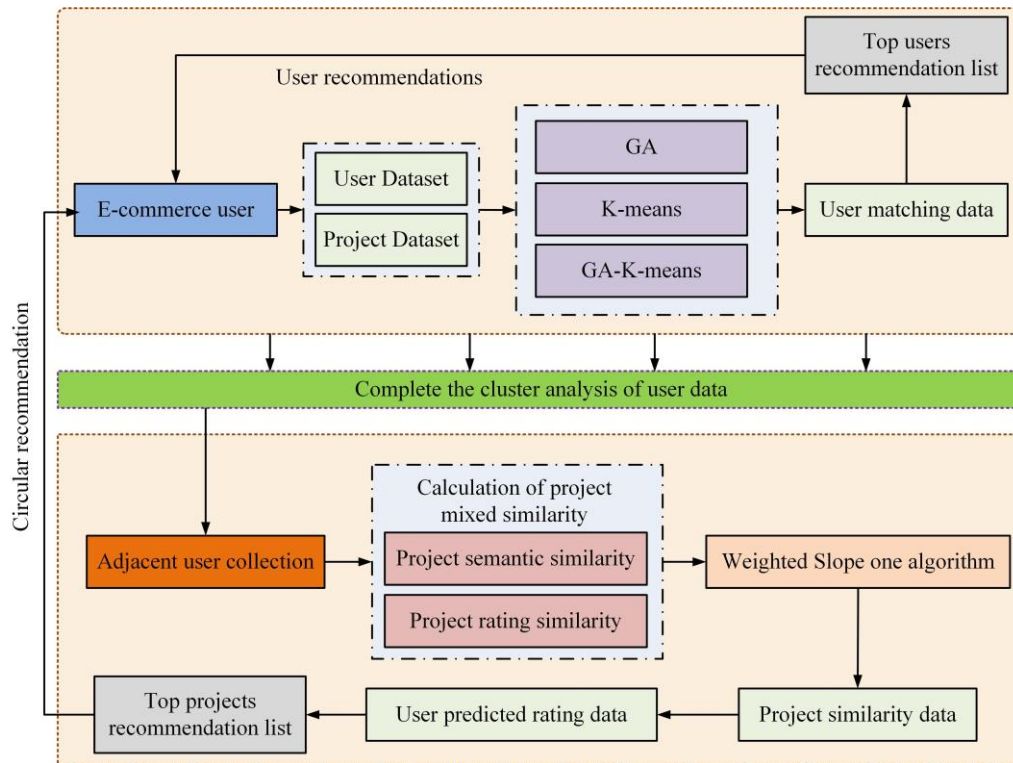 Top users
recommendation list
User recommendations
GA
User Dataset
E-commerce user
K-means
User matching data
Project Dataset
GA-K-means
Circular recommendation
Complete the cluster analysis of user data
Calculation of project
mixed similarity
Adjacent user collection
Project semantic similarity
Weighted Slope one algorithm
Project rating similarity
Top projects
recommendation list
User predicted rating data
Project similarity data